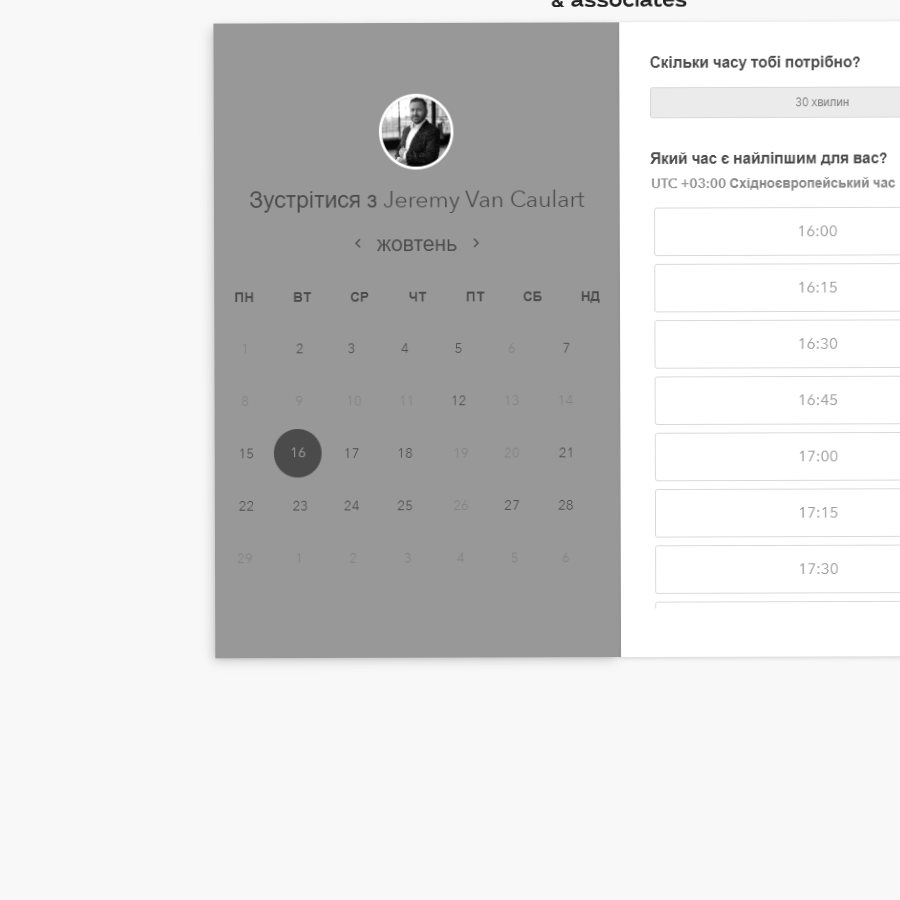 & associates
Зустрітися з Jeremy Van Caulart
жовтень
ПН ВТ СР ЧТ ПТ СБ НД
1 2 3 4 5 6 7
8 9 10 11 12 13 14
15 16 17 18 19 20 21
22 23 24 25 26 27 28
29 1 2 3 4 5 6
Скільки часу тобі потрібно?
30 хвилин
Який час є найліпшим для вас?
UTC +03:00 Східноєвропейський час
16:00
16:15
16:30
16:45
17:00
17:15
17:30